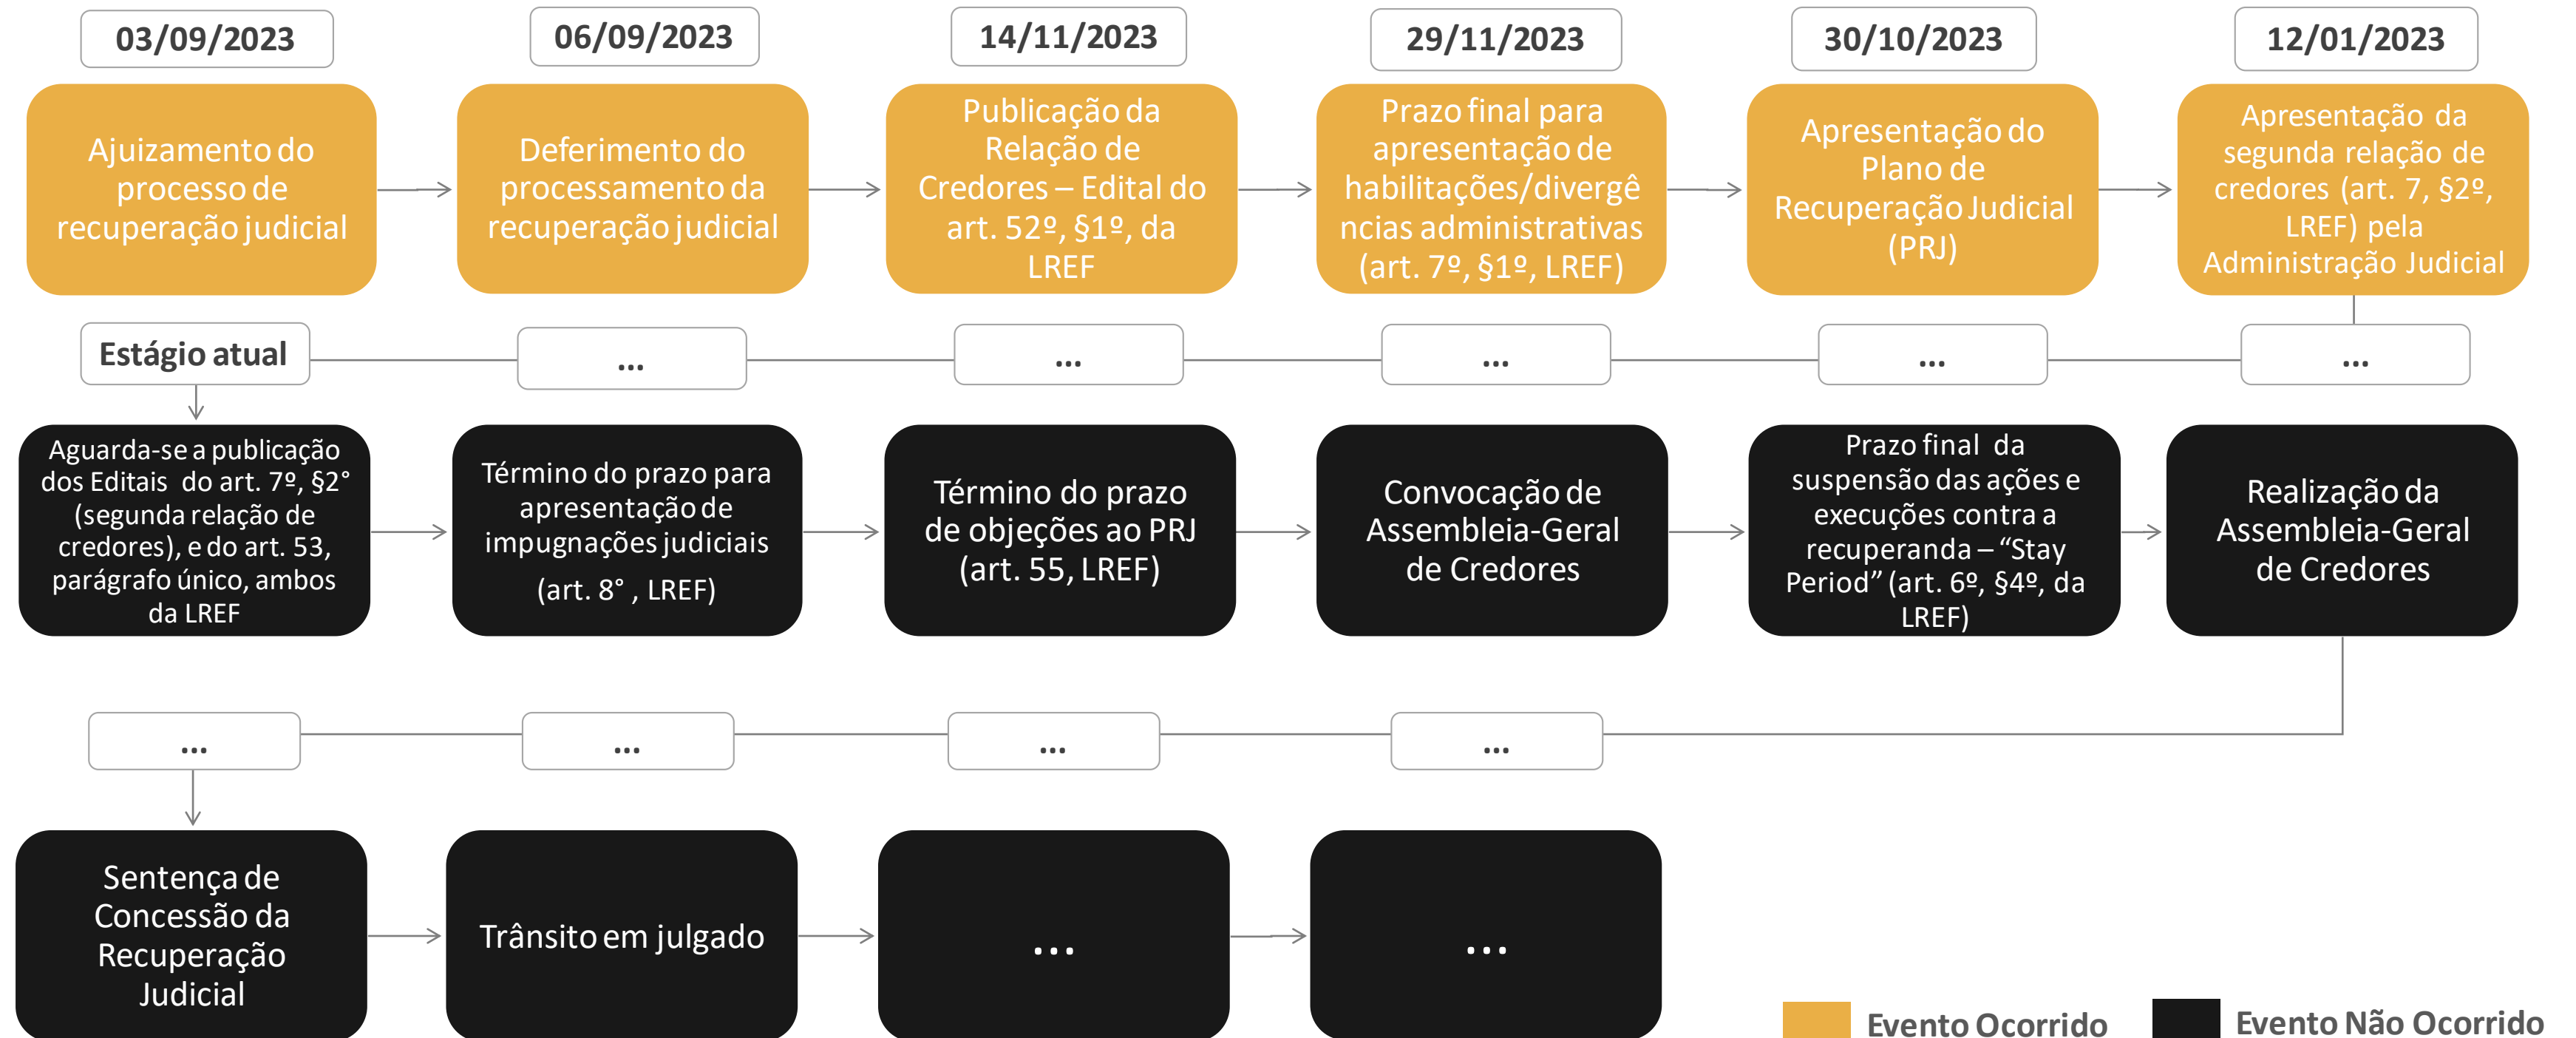 03/09/2023
06/09/2023
14/11/2023
29/11/2023
30/10/2023
12/01/2023
Ajuizamento do
processo de
recuperação judicial
Deferimento do
processamento da
recuperação judicial
Publicação da
Relação de
Credores – Edital do
art. 52º, §1º, da
LREF
Prazo final para
apresentação de
habilitações/divergê
ncias administrativas
(art. 7º, §1º, LREF)
Apresentação do
Plano de
Recuperação Judicial
(PRJ)
Apresentação da
segunda relação de
credores (art. 7, §2º,
LREF) pela
Administração Judicial
Estágio atual
...
...
...
...
...
Aguarda-se a publicação
dos Editais do art. 7º, §2°
(segunda relação de
credores), e do art. 53,
parágrafo único, ambos
da LREF
Término do prazo para
apresentação de
impugnações judiciais
(art. 8° , LREF)
Término do prazo
de objeções ao PRJ
(art. 55, LREF)
Convocação de
Assembleia-Geral
de Credores
Prazo final da
suspensão das ações e
execuções contra a
recuperanda – “Stay
Period” (art. 6º, §4º, da
LREF)
Realização da
Assembleia-Geral
de Credores
...
...
...
...
Sentença de
Concessão da
Recuperação
Judicial
Trânsito em julgado
...
...
Evento Ocorrido
Evento Não Ocorrido